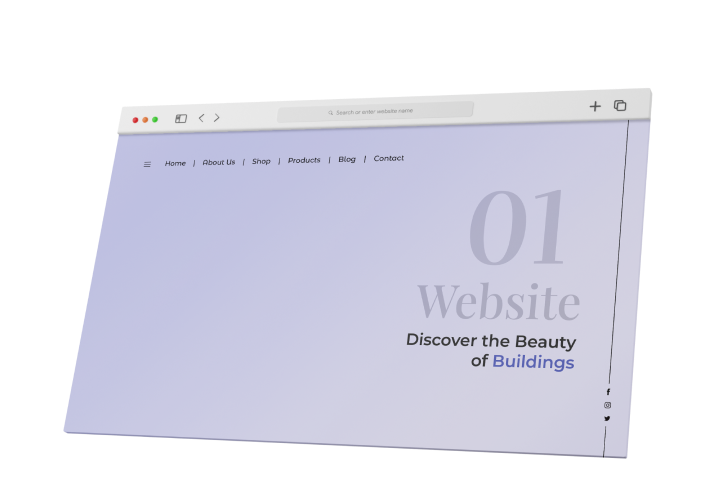 Search or enter website name
Home | About Us | Shop | Products | Blog | Contact
01
Website
Discover the Beauty
of Buildings